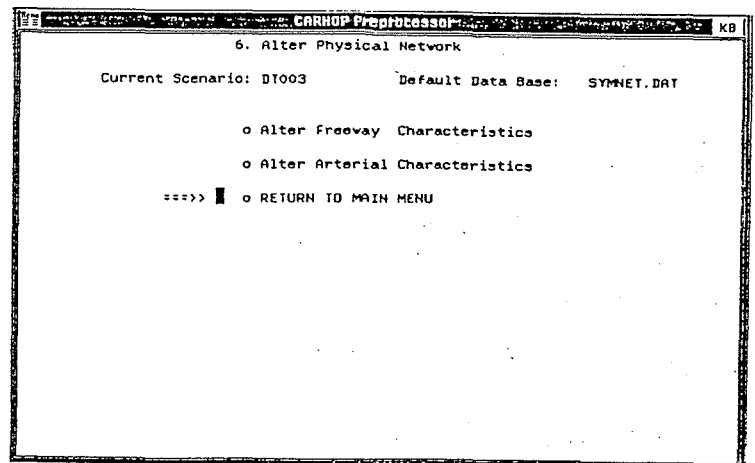 CARHOP Preprocessor
KB
6. Alter Physical Network
Current Scenario: DT003 Default Data Base: SYMNET.DAT
o Alter Freeway Characteristics
o Alter Arterial Characteristics
===>> o RETURN TO MAIN MENU